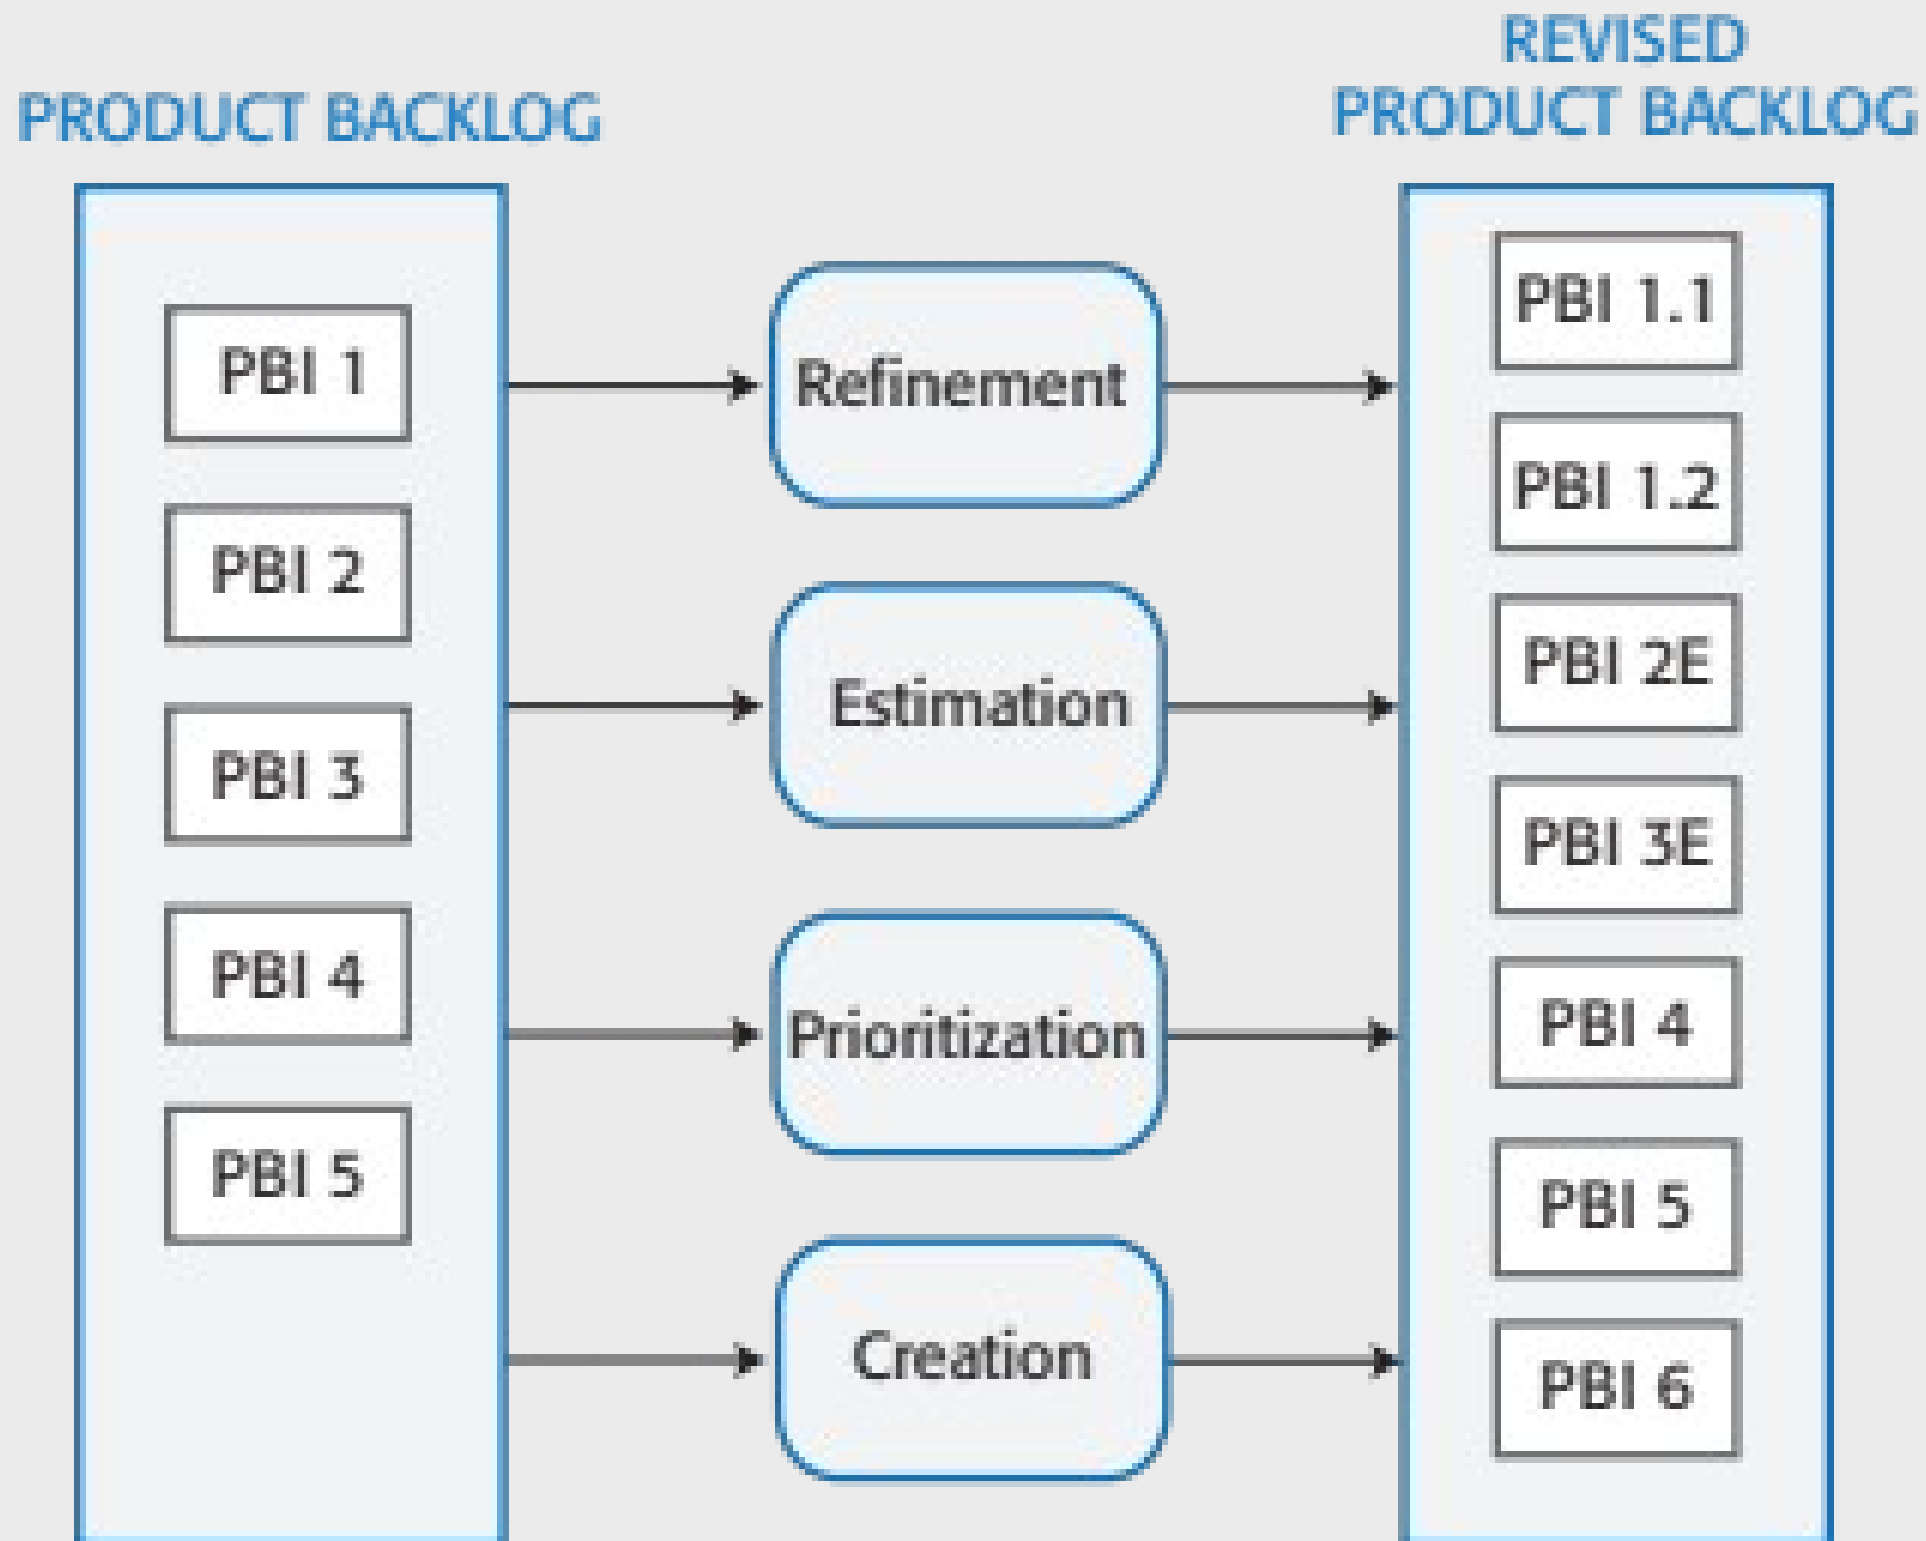 PRODUCT BACKLOG
PBI 1
PBI 2
PBI 3
PBI 4
PBI 5
Refinement
Estimation
Prioritization
Creation
REVISED
PRODUCT BACKLOG
PBI 1.1
PBI 1.2
PBI 2E
PBI 3E
PBI 4
PBI 5
PBI 6